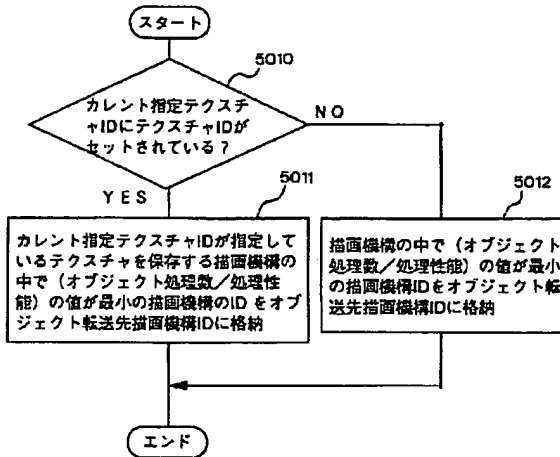 スタート
5010
カレント指定テクスチ
ャIDにテクスチャIDが
セットされている？
NO
YES
5011
カレント指定テクスチャIDが指定して
いるテクスチャを保存する描画機構の
中で（オブジェクト処理数／処理性
能）の値が最小の描画機構のID をオブ
ジェクト転送先描画機構IDに格納
5012
描画機構の中で（オブジェクト
処理数／処理性能）の値が最小
の描画機構IDをオブジェクト転
送先描画機構IDに格納
エンド